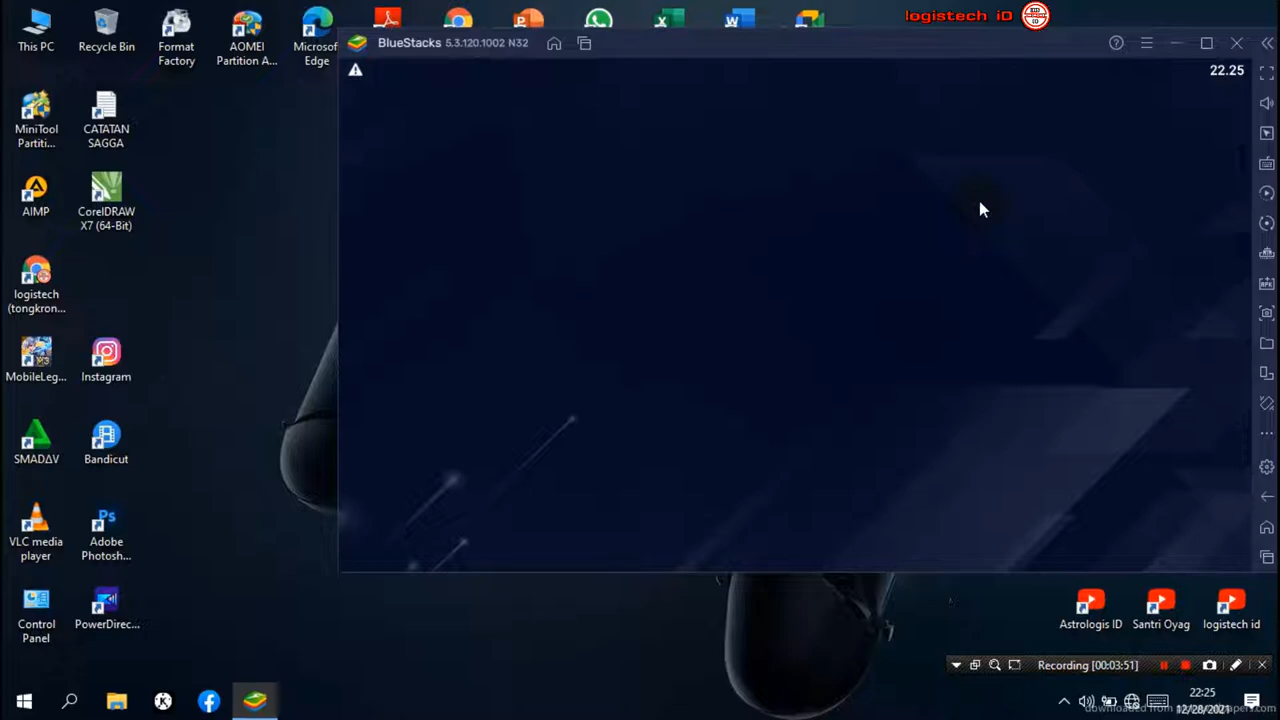 logistech iD
This PC
Recycle Bin
Format
Factory
AOMEI
Partition A...
Microsof
Edge
BlueStacks 5.3.120.1002 N32
22.25
MiniTool
Partiti...
CATATAN
SAGGA
AIMP
CorelDRAW
X7 (64-Bit)
logistech
(tongkron...
MobileLeg...
Instagram
SMADΔV
Bandicut
VLC media
player
Adobe
Photosh...
Control
Panel
PowerDirec...
Astrologis ID
Santri Oyag
logistech id
Recording [00:03:51]
22:25
12/28/2021